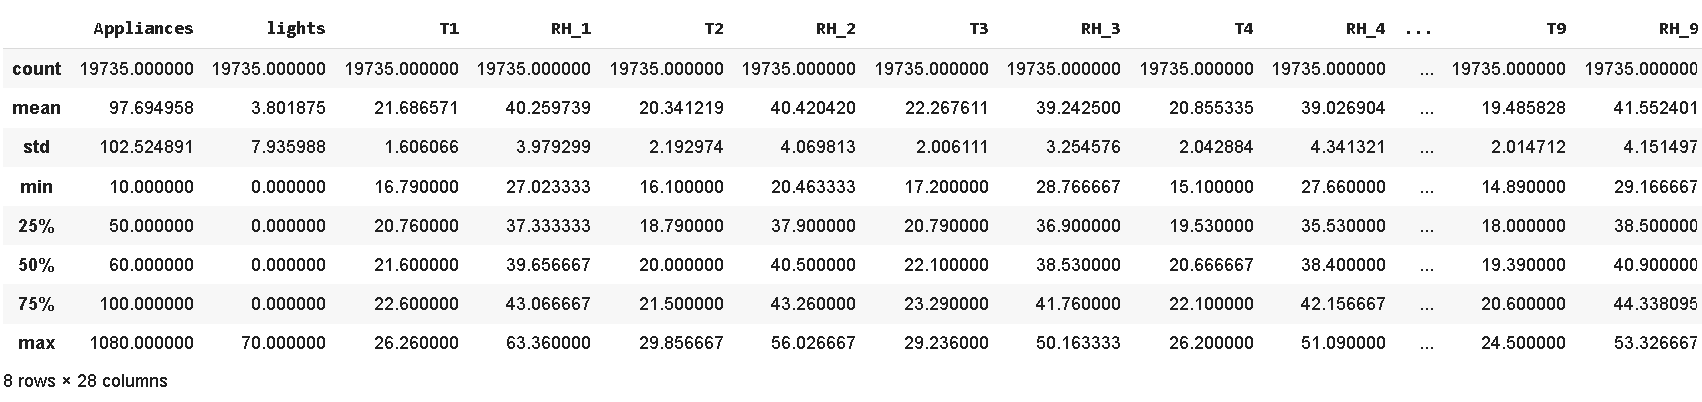 Appliances lights T1 RH_1 T2 RH_2 T3 RH_3 T4 RH_4 ... T9 RH_9
count 19735.000000 19735.000000 19735.000000 19735.000000 19735.000000 19735.000000 19735.000000 19735.000000 19735.000000 19735.000000 ... 19735.000000 19735.000000
mean 97.694958 3.801875 21.686571 40.259739 20.341219 40.420420 22.267611 39.242500 20.855335 39.026904 ... 19.485828 41.552401
std 102.524891 7.935988 1.606066 3.979299 2.192974 4.069813 2.006111 3.254576 2.042884 4.341321 ... 2.014712 4.151497
min 10.000000 0.000000 16.790000 27.023333 16.100000 20.463333 17.200000 28.766667 15.100000 27.660000 ... 14.890000 29.166667
25% 50.000000 0.000000 20.760000 37.333333 18.790000 37.900000 20.790000 36.900000 19.530000 35.530000 ... 18.000000 38.500000
50% 60.000000 0.000000 21.600000 39.656667 20.000000 40.500000 22.100000 38.530000 20.666667 38.400000 ... 19.390000 40.900000
75% 100.000000 0.000000 22.600000 43.066667 21.500000 43.260000 23.290000 41.760000 22.100000 42.156667 ... 20.600000 44.338095
max 1080.000000 70.000000 26.260000 63.360000 29.856667 56.026667 29.236000 50.163333 26.200000 51.090000 ... 24.500000 53.326667
8 rows × 28 columns